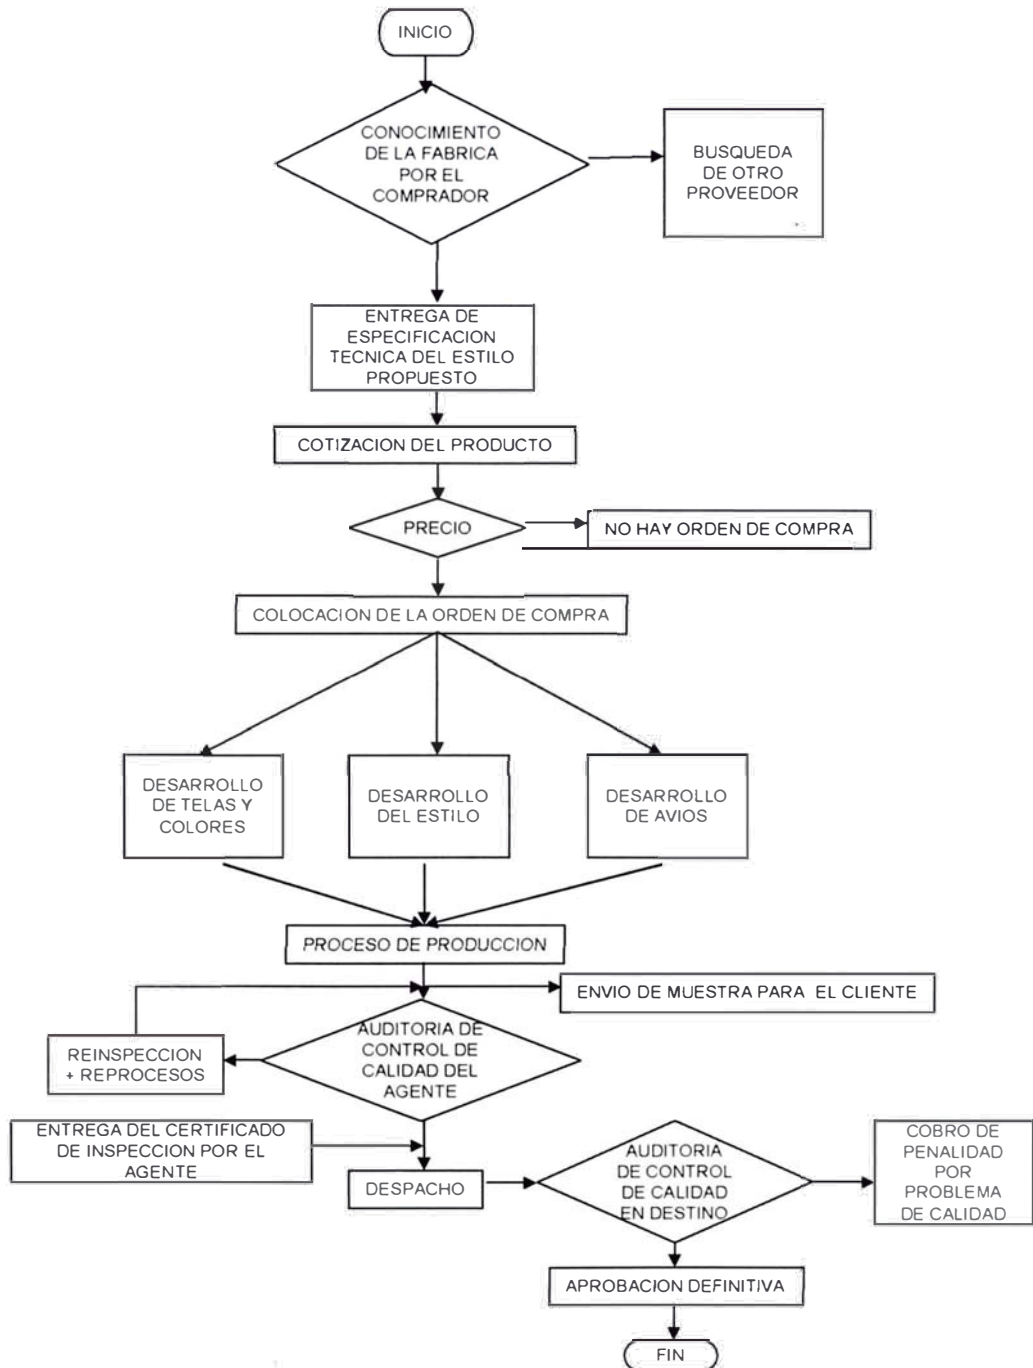 INICIO
CONOCIMIENTO
DE LA FABRICA
POR EL
COMPRADOR
BUSQUEDA
DE OTRO
PROVEEDOR
ENTREGA DE
ESPECIFICACION
TECNICA DEL ESTILO
PROPUESTO
COTIZACION DEL PRODUCTO
PRECIO
NO HAY ORDEN DE COMPRA
COLOCACION DE LA ORDEN DE COMPRA
DESARROLLO
DE TELAS Y
COLORES
DESARROLLO
DEL ESTILO
DESARROLLO
DE AVIOS
PROCESO DE PRODUCCION
ENVIO DE MUESTRA PARA EL CLIENTE
AUDITORIA DE
CONTROL DE
CALIDAD DEL
AGENTE
REINSPECCION
+ REPROCESOS
ENTREGA DEL CERTIFICADO
DE INSPECCION POR EL
AGENTE
DESPACHO
AUDITORIA
DE CONTROL
DE CALIDAD
EN DESTINO
COBRO DE
PENALIDAD
POR
PROBLEMA
DE CALIDAD
APROBACION DEFINITIVA
FIN